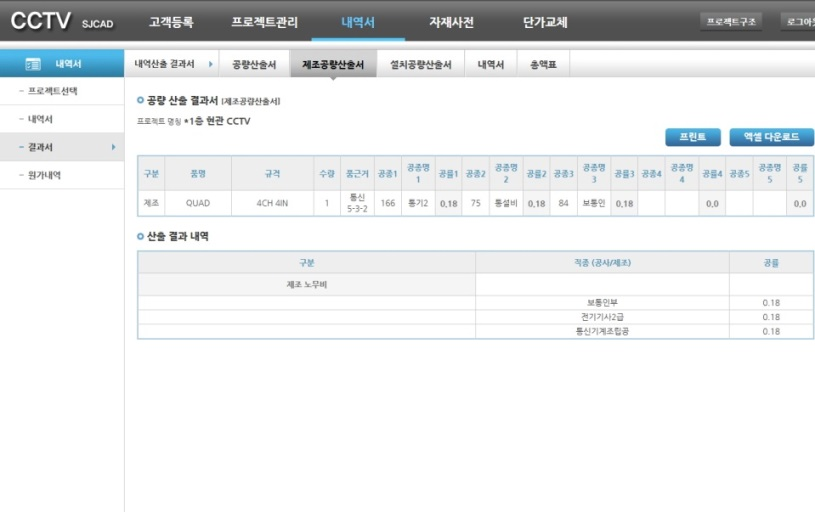 CCTV SJCAD 고객등록 프로젝트관리 내역서 자재사전 단가교체 프로젝트구조
내역서 내역산출 결과서 공량산출서 제조공량산출서 설치공량산출서 내역서 총액표
- 프로젝트선택
- 내역서
- 결과서
- 원가내역
공량 산출 결과서 [제조공량산출서]
프로젝트 명칭 *1층 현관 CCTV
프린트 엑셀 다운로드
구분 품명 규격 수량 품근거 공종1 공종명1 공률1 공종2 공종명2 공률2 공종3 공종명3 공률3 공종4 공종명4 공률4 공종5 공종명5 공률5
제조 QUAD 4CH 4IN 1 통신 5-3-2 166 통기2 0,18 75 통설비 0,18 84 보통인 0,18 0,0 0,0
산출 결과 내역
구분 직종 (공사/제조) 공률
제조 노무비
보통인부 0.18
전기기사2급 0.18
통신기계조립공 0.18